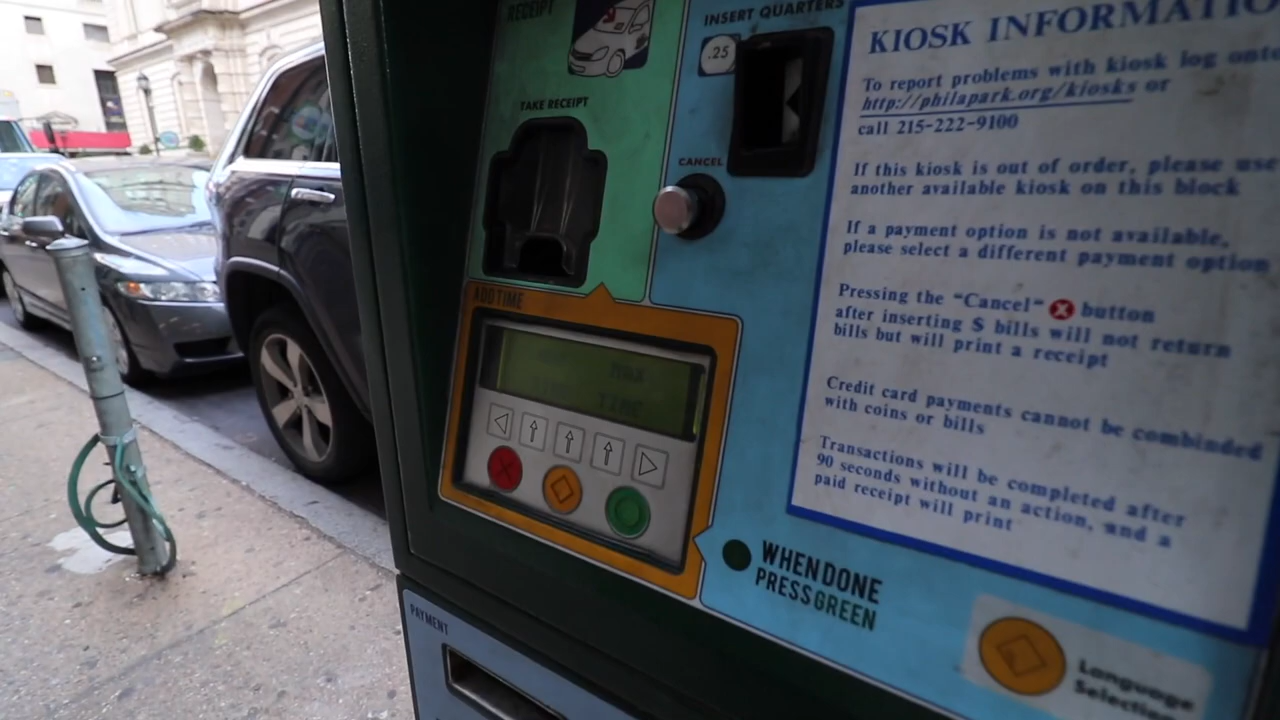 RECEIPT
TAKE RECEIPT
INSERT QUARTERS
.25
CANCEL
ADD TIME
MAX
TIME
WHEN DONE
PRESS GREEN
PAYMENT
KIOSK INFORMATIO
To report problems with kiosk log onto
http://philapark.org/kiosks or
call 215-222-9100
If this kiosk is out of order, please use
another available kiosk on this block
If a payment option is not available,
please select a different payment option
Pressing the "Cancel" X button
after inserting $ bills will not return
bills but will print a receipt
Credit card payments cannot be combinded
with coins or bills
Transactions will be completed after
90 seconds without an action, and a
paid receipt will print
Language
Selection